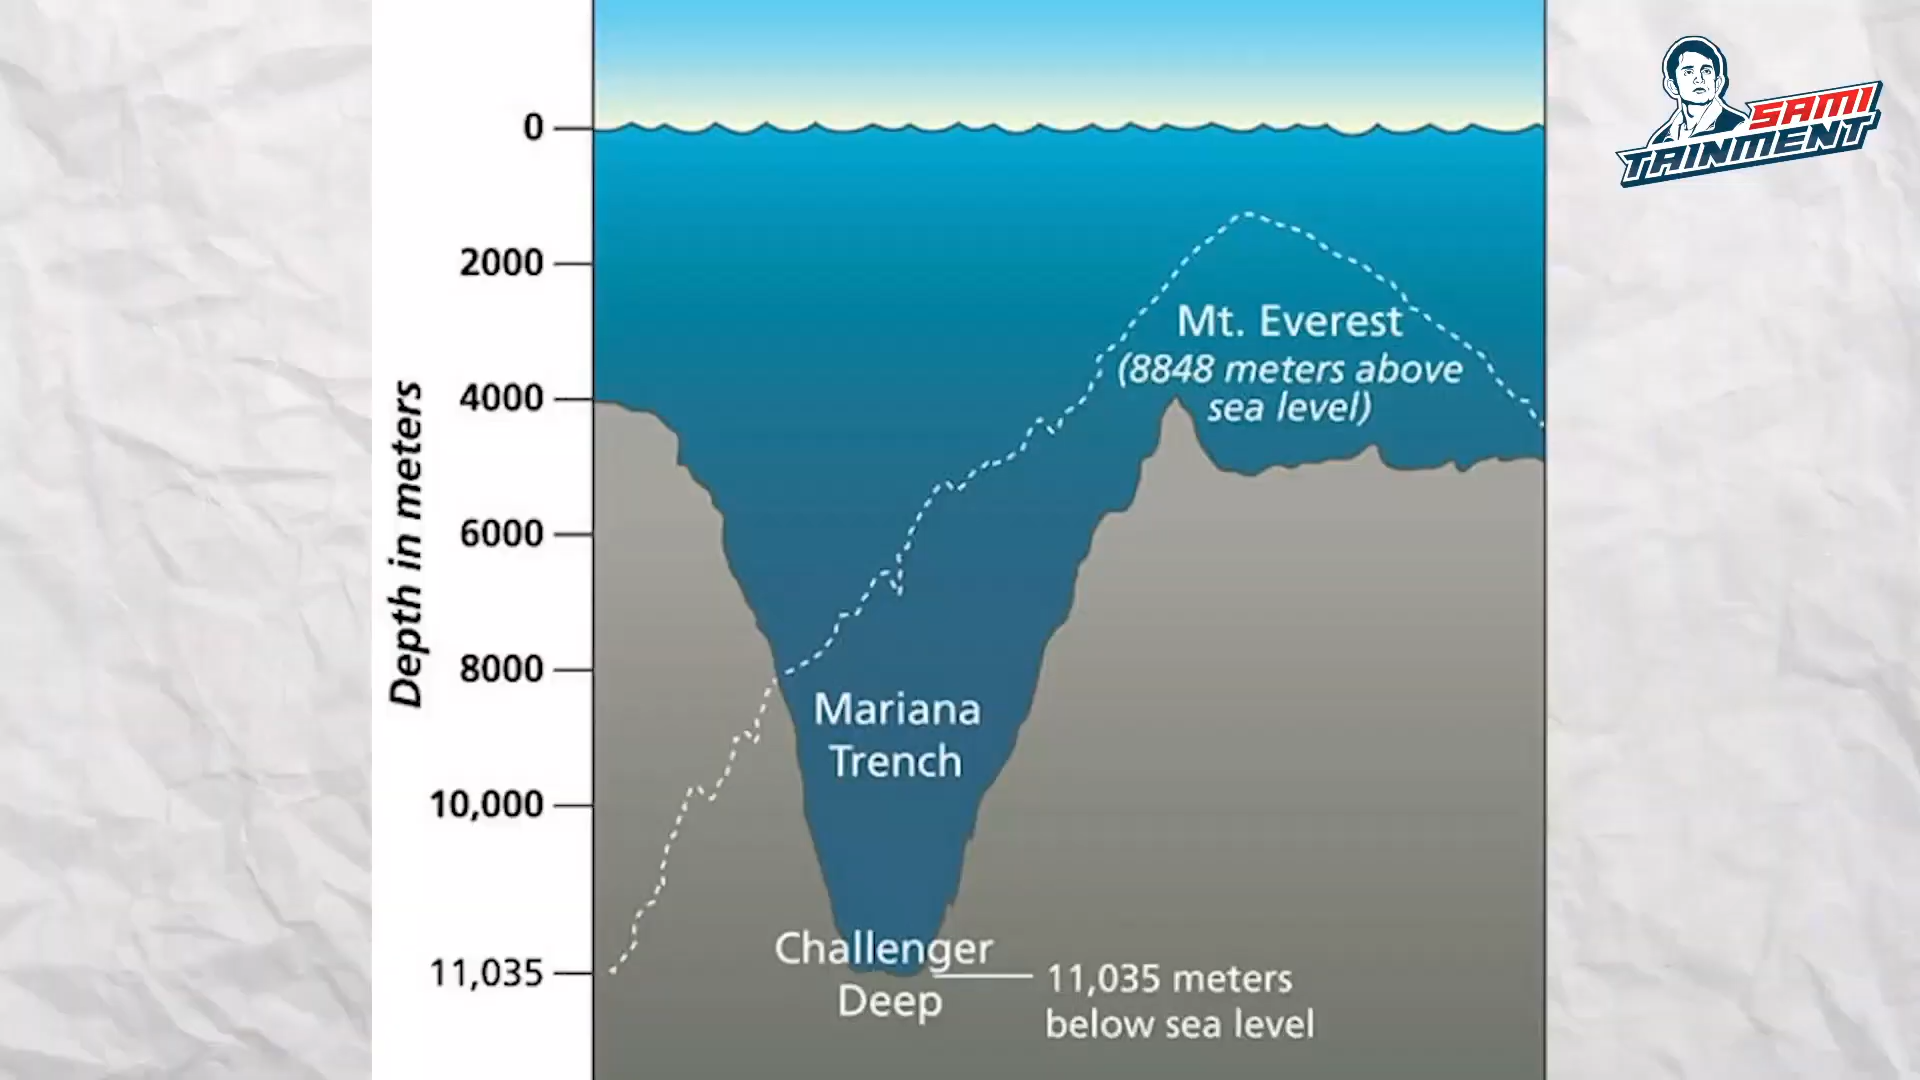 SAMI
TAINMENT
0
2000
4000
6000
8000
10,000
11,035
Depth in meters
Mt. Everest
(8848 meters above
sea level)
Mariana
Trench
Challenger
Deep
11,035 meters
below sea level